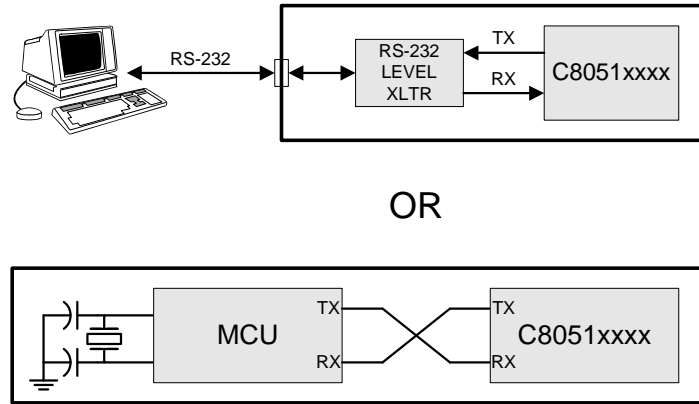 RS-232
RS-232
LEVEL
XLTR
TX
RX
C8051xxxx
OR
MCU
TX
RX
TX
RX
C8051xxxx